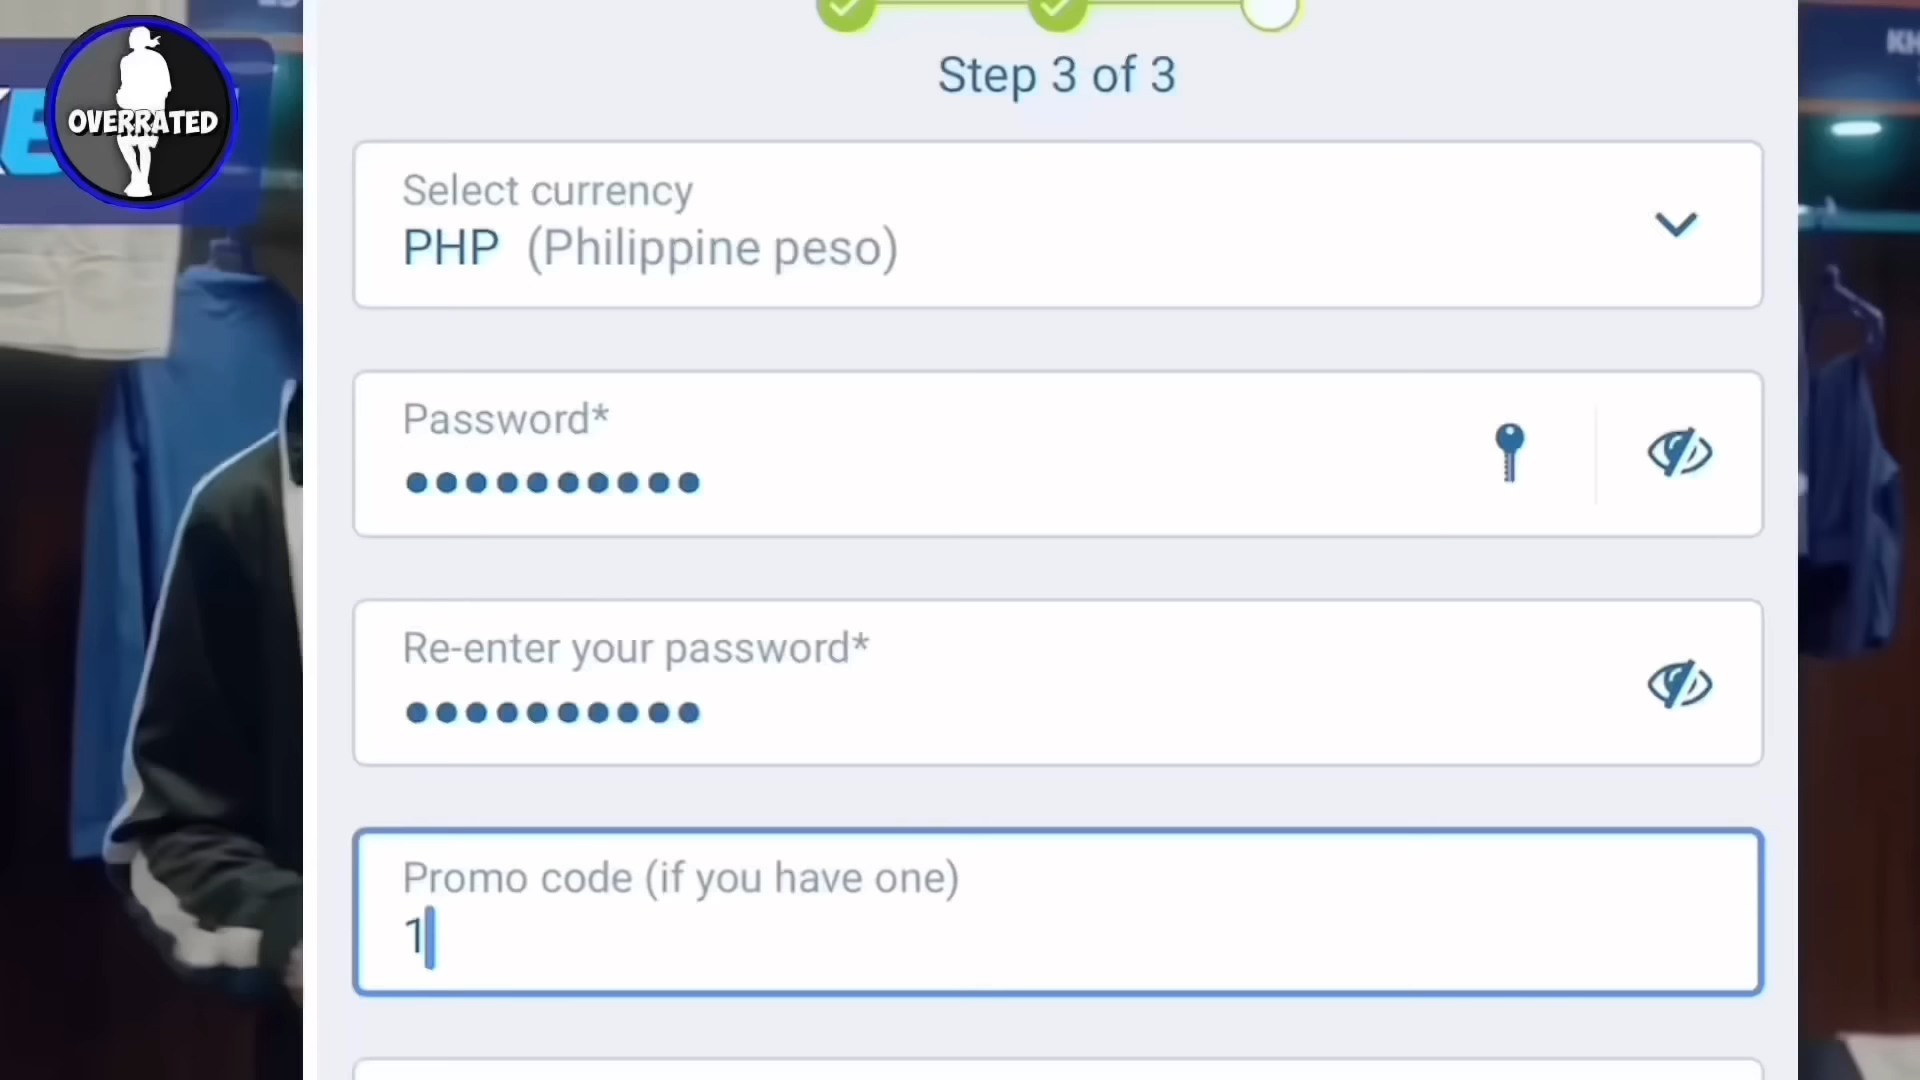 OVERRATED
KH
Step 3 of 3
Select currency
PHP (Philippine peso)
Password*
Re-enter your password*
Promo code (if you have one)
1